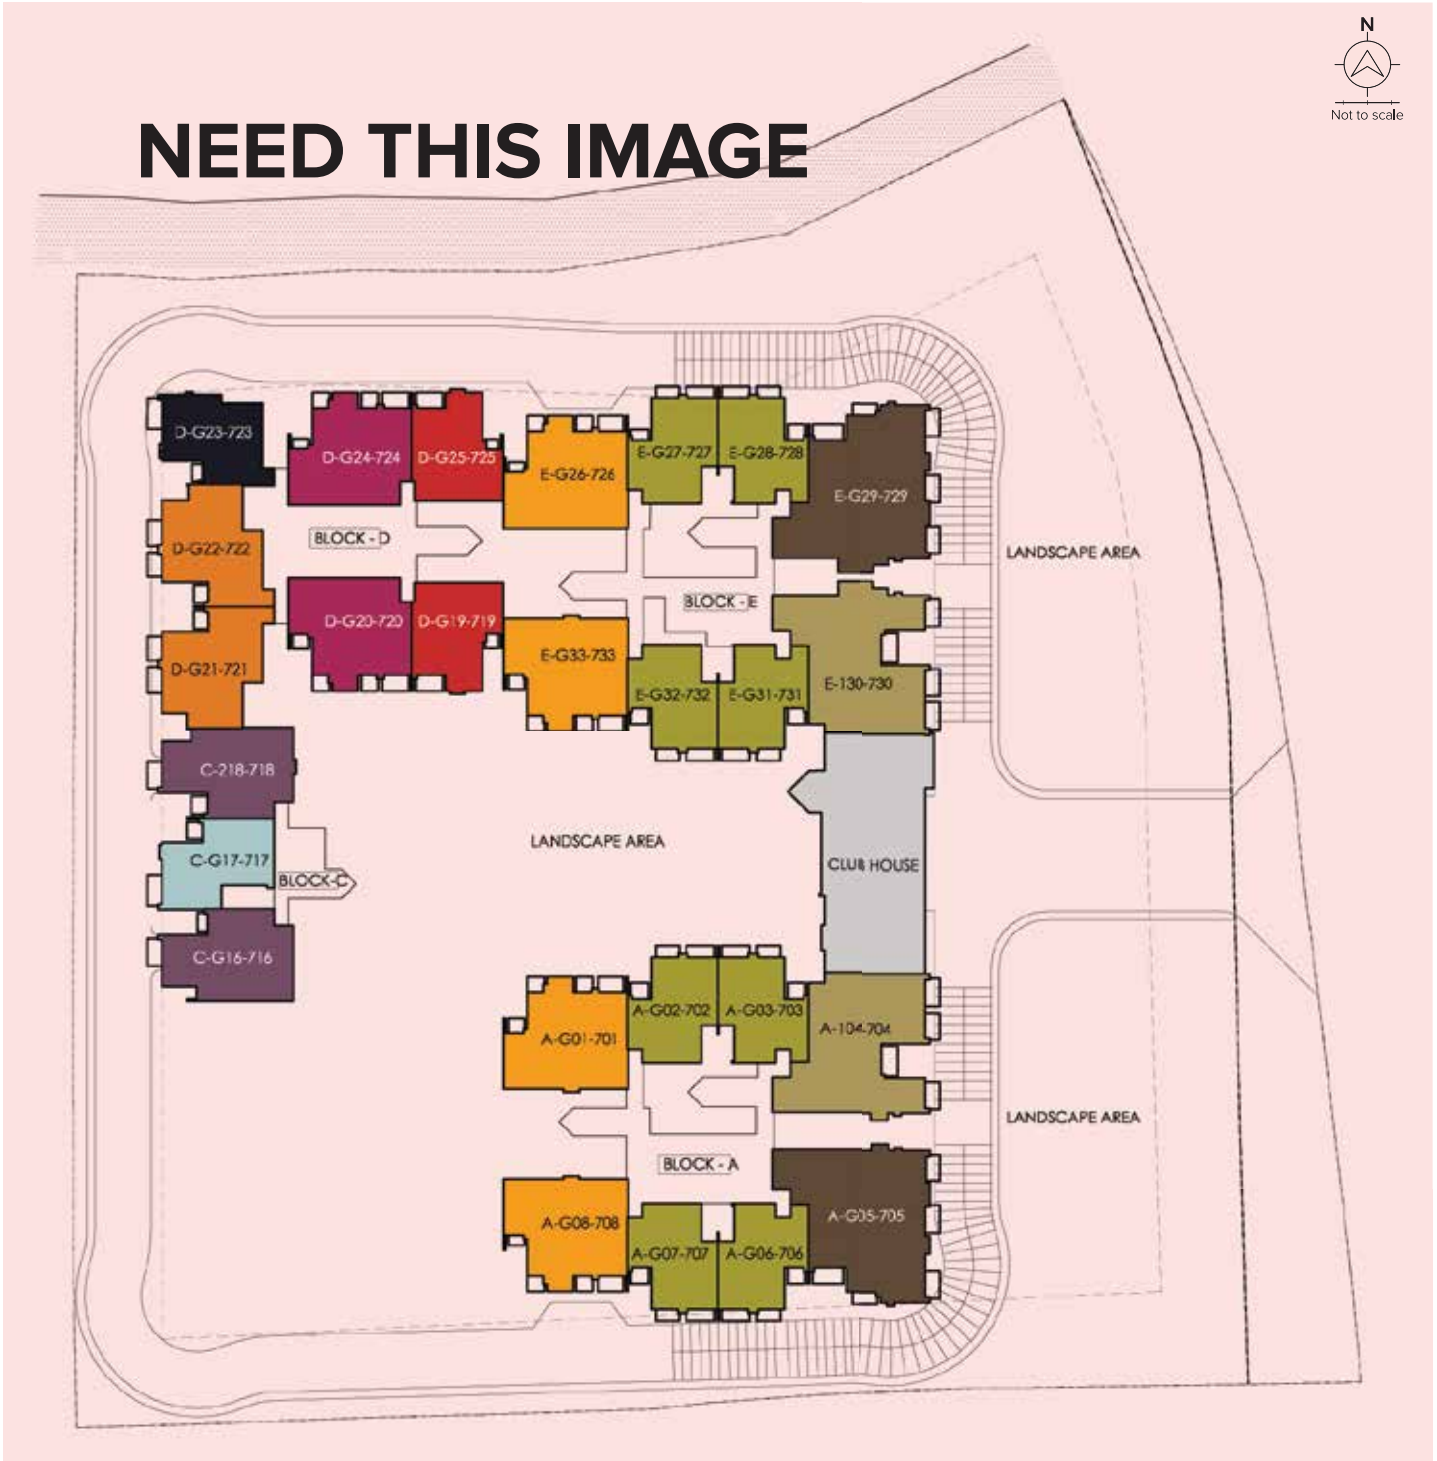 N
Not to scale
NEED THIS IMAGE
D-G23-723
D-G24-724
D-G25-725
E-G26-726
E-G27-727
E-G28-728
E-G29-729
D-G22-722
BLOCK - D
LANDSCAPE AREA
BLOCK - E
D-G21-721
D-G20-720
D-G19-719
E-G33-733
E-G32-732
E-G31-731
E-130-730
C-218-718
LANDSCAPE AREA
C-G17-717
BLOCK-C
CLUB HOUSE
C-G16-716
A-G01-701
A-G02-702
A-G03-703
A-104-704
LANDSCAPE AREA
BLOCK - A
A-G08-708
A-G07-707
A-G06-706
A-G05-705